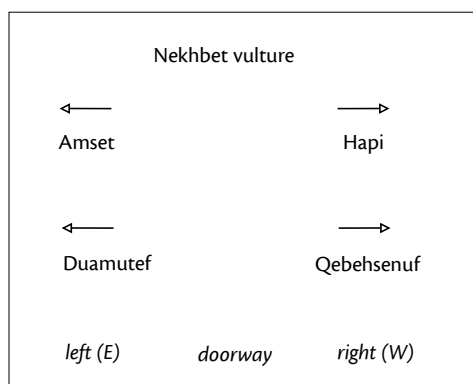 Nekhbet vulture
Amset Hapi
Duamutef Qebehsenuf
left (E) doorway right (W)